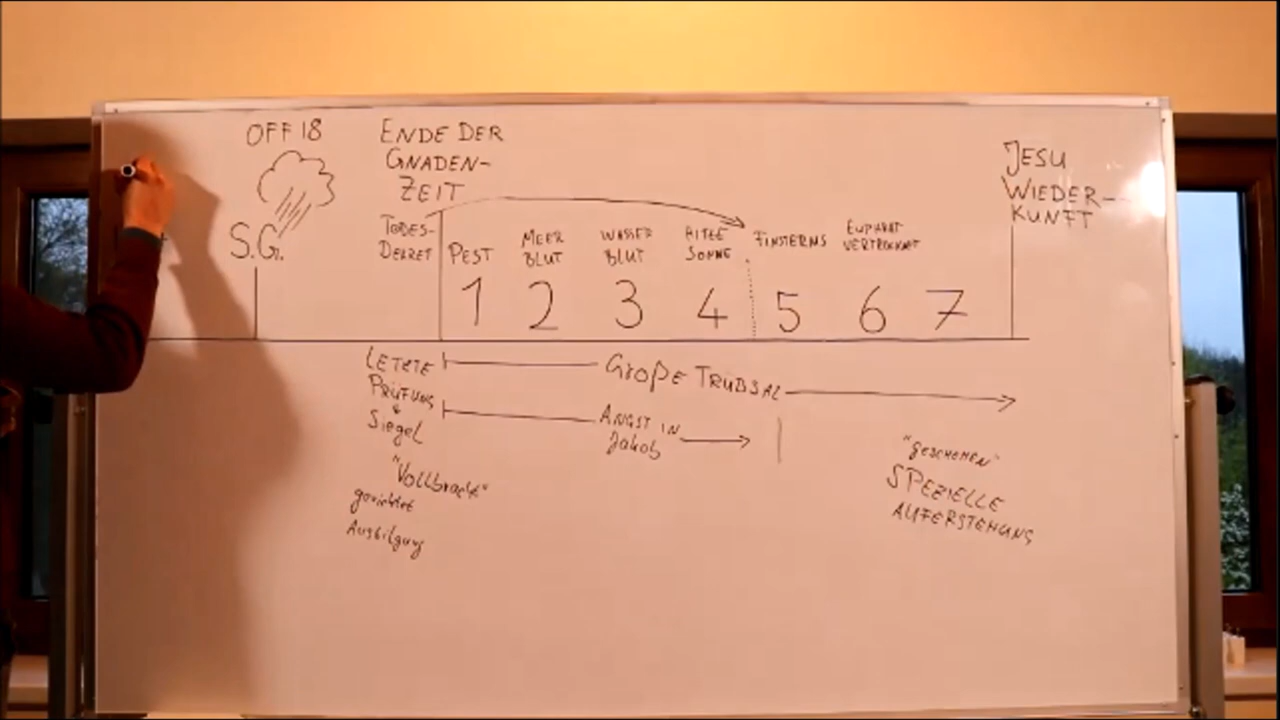 OFF 18
S.G.
ENDE DER
GNADEN-
ZEIT
TODES-
DEKRET
PEST
MEER
BLUT
WASSER
BLUT
HITZE
SONNE
FINSTERNIS
EUPHRAT
VERTROCKNET
JESU
WIEDER-
KUNFT
1 2 3 4 5 6 7
LETZTE
PRÜFUNG
+
Siegel
GROßE TRÜBSAL
ANGST IN
Jakob
"Vollbracht"
gerichtet
Austilgung
"geschehen"
SPEZIELLE
AUFERSTEHUNG